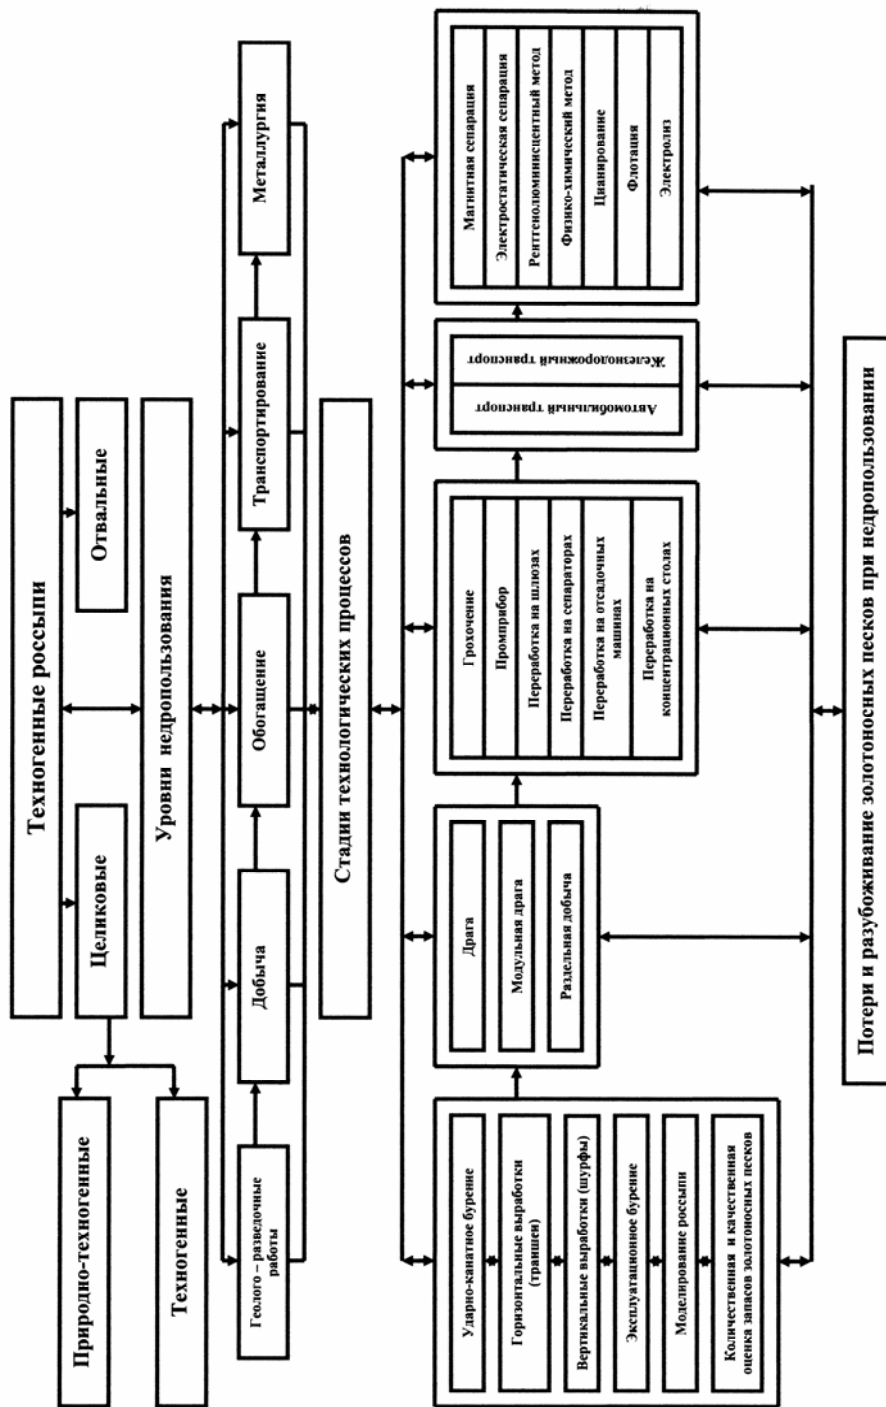 Техногенные россыпи
Целиковые
Отвальные
Природно-техногенные
Техногенные
Уровни недропользования
Геолого – разведочные
работы
Добыча
Обогащение
Транспортирование
Металлургия
Стадии технологических процессов
Ударно-канатное бурение
Горизонтальные выработки
(траншеи)
Вертикальные выработки (шурфы)
Эксплуатационное бурение
Моделирование россыпи
Количественная и качественная
оценка запасов золотоносных песков
Драга
Модульная драга
Раздельная добыча
Грохочение
Промприбор
Переработка на шлюзах
Переработка на сепараторах
Переработка на отсадочных
машинах
Переработка на
концентрационных столах
Автомобильный транспорт
Железнодорожный транспорт
Магнитная сепарация
Электростатическая сепарация
Рентгенолюминисцентный метод
Физико-химический метод
Цианирование
Флотация
Электролиз
Потери и разубоживание золотоносных песков при недропользовании